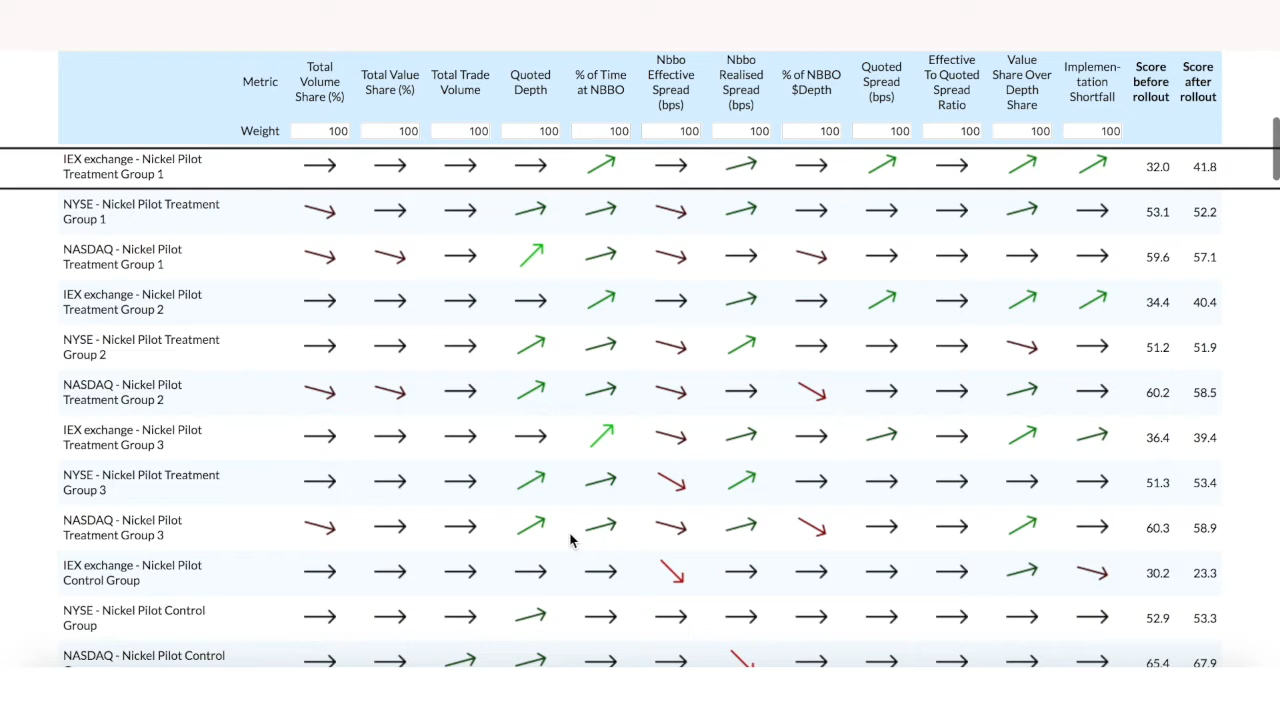 Metric
Total Volume Share (%)
Total Value Share (%)
Total Trade Volume
Quoted Depth
% of Time at NBBO
Nbbo Effective Spread (bps)
Nbbo Realised Spread (bps)
% of NBBO $Depth
Quoted Spread (bps)
Effective To Quoted Spread Ratio
Value Share Over Depth Share
Implemen-tation Shortfall
Score before rollout
Score after rollout
Weight 100 100 100 100 100 100 100 100 100 100 100 100
IEX exchange - Nickel Pilot
Treatment Group 1
32.0 41.8
NYSE - Nickel Pilot Treatment
Group 1
53.1 52.2
NASDAQ - Nickel Pilot
Treatment Group 1
59.6 57.1
IEX exchange - Nickel Pilot
Treatment Group 2
34.4 40.4
NYSE - Nickel Pilot Treatment
Group 2
51.2 51.9
NASDAQ - Nickel Pilot
Treatment Group 2
60.2 58.5
IEX exchange - Nickel Pilot
Treatment Group 3
36.4 39.4
NYSE - Nickel Pilot Treatment
Group 3
51.3 53.4
NASDAQ - Nickel Pilot
Treatment Group 3
60.3 58.9
IEX exchange - Nickel Pilot
Control Group
30.2 23.3
NYSE - Nickel Pilot Control
Group
52.9 53.3
NASDAQ - Nickel Pilot Control
65.4 67.9